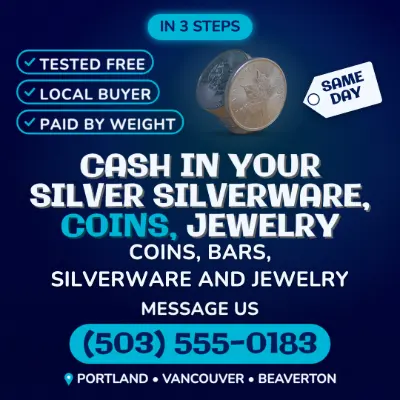 IN 3 STEPS
TESTED FREE
LOCAL BUYER
PAID BY WEIGHT
SAME
DAY
CASH IN YOUR
SILVER SILVERWARE,
COINS, JEWELRY
COINS, BARS,
SILVERWARE AND JEWELRY
MESSAGE US
(503) 555-0183
PORTLAND • VANCOUVER • BEAVERTON